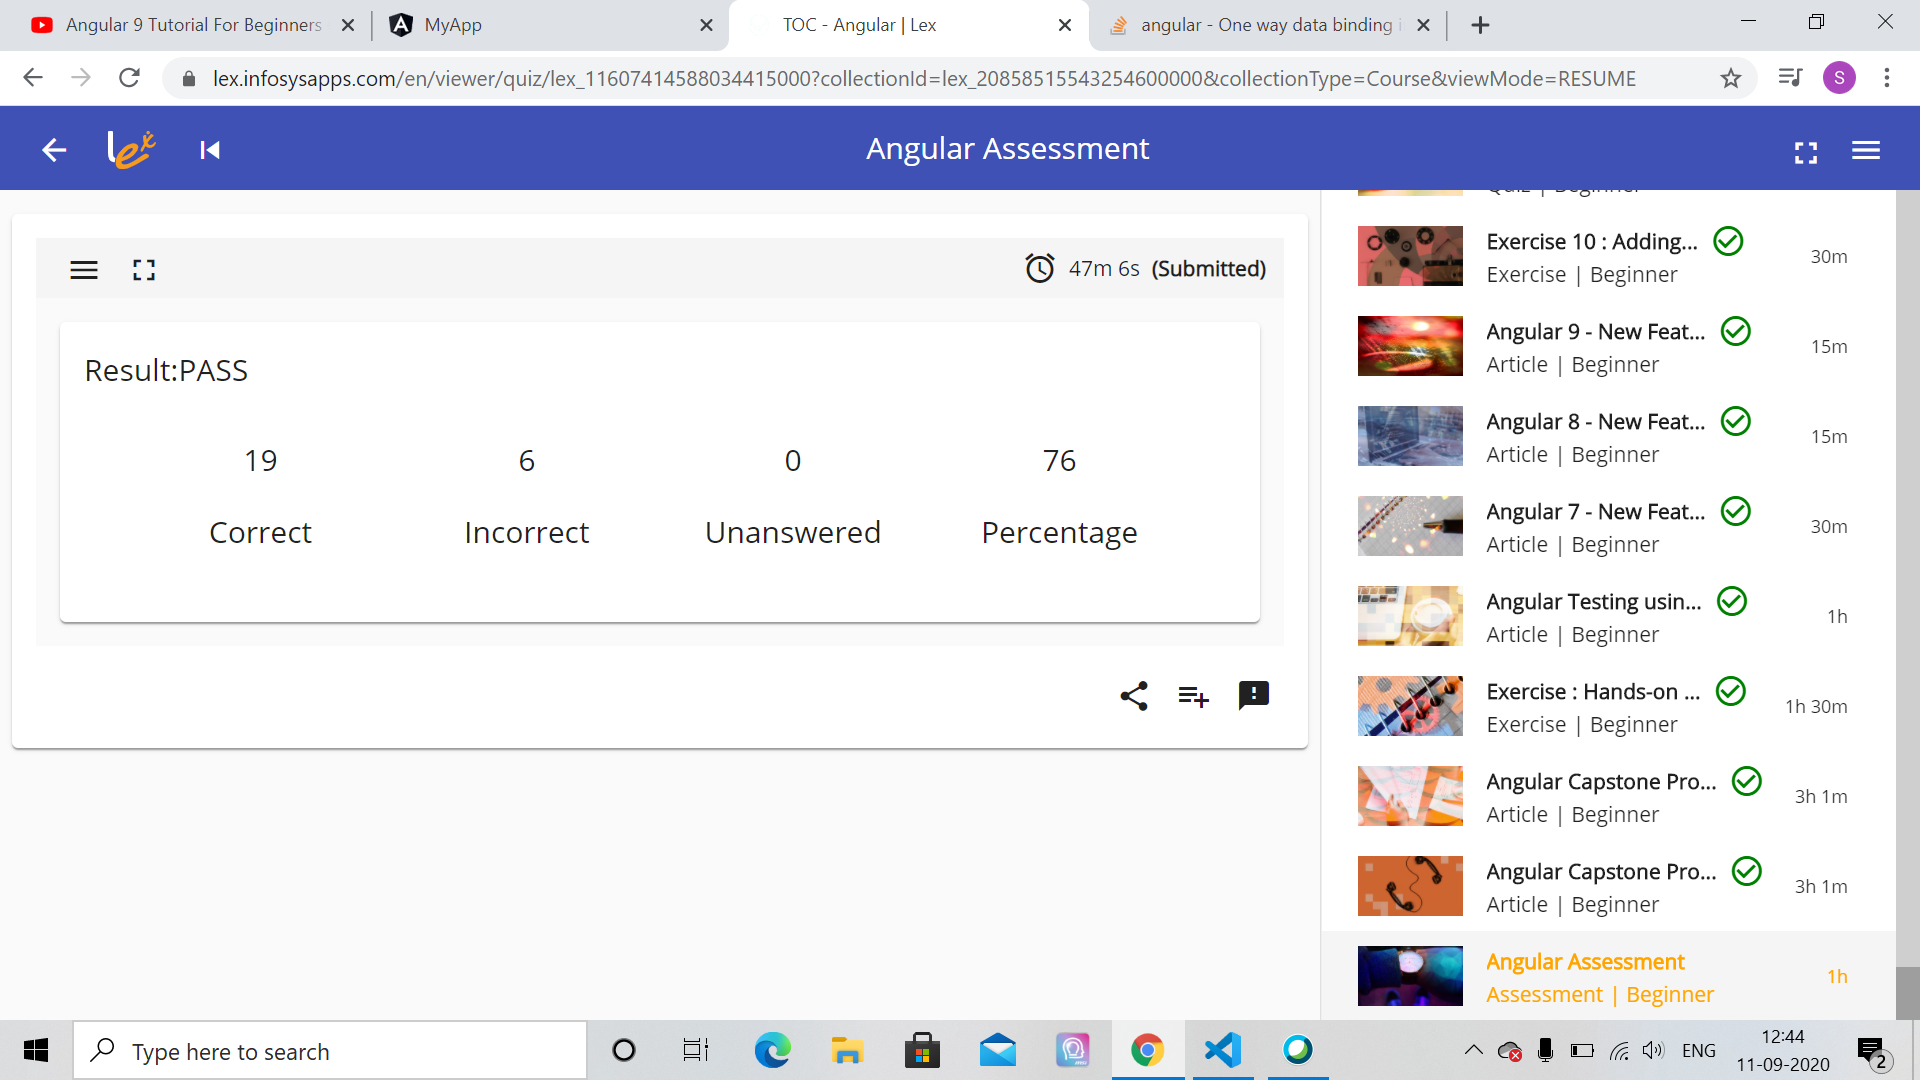 Angular 9 Tutorial For Beginners
MyApp
TOC - Angular | Lex
angular - One way data binding i
lex.infosysapps.com/en/viewer/quiz/lex_11607414588034415000?collectionId=lex_20858515543254600000&collectionType=Course&viewMode=RESUME
S
lex
Angular Assessment
Quiz | Beginner
47m 6s (Submitted)
Result:PASS
19 6 0 76
Correct Incorrect Unanswered Percentage
Exercise 10 : Adding...
Exercise | Beginner
30m
Angular 9 - New Feat...
Article | Beginner
15m
Angular 8 - New Feat...
Article | Beginner
15m
Angular 7 - New Feat...
Article | Beginner
30m
Angular Testing usin...
Article | Beginner
1h
Exercise : Hands-on ...
Exercise | Beginner
1h 30m
Angular Capstone Pro...
Article | Beginner
3h 1m
Angular Capstone Pro...
Article | Beginner
3h 1m
Angular Assessment
Assessment | Beginner
1h
Type here to search
ENG
12:44
11-09-2020
2